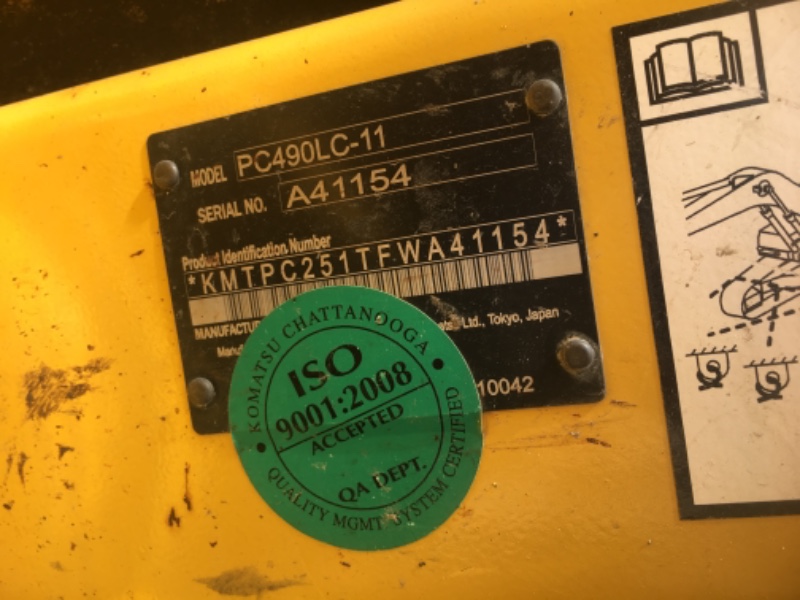 MODEL PC490LC-11
SERIAL NO. A41154
Product Identification Number
*KMTPC251TFWA41154*
Ltd., Tokyo, Japan
10042
KOMATSU CHATTANOOGA
ISO
9001:2008
ACCEPTED
QA DEPT.
QUALITY MGMT SYSTEM CERTIFIED